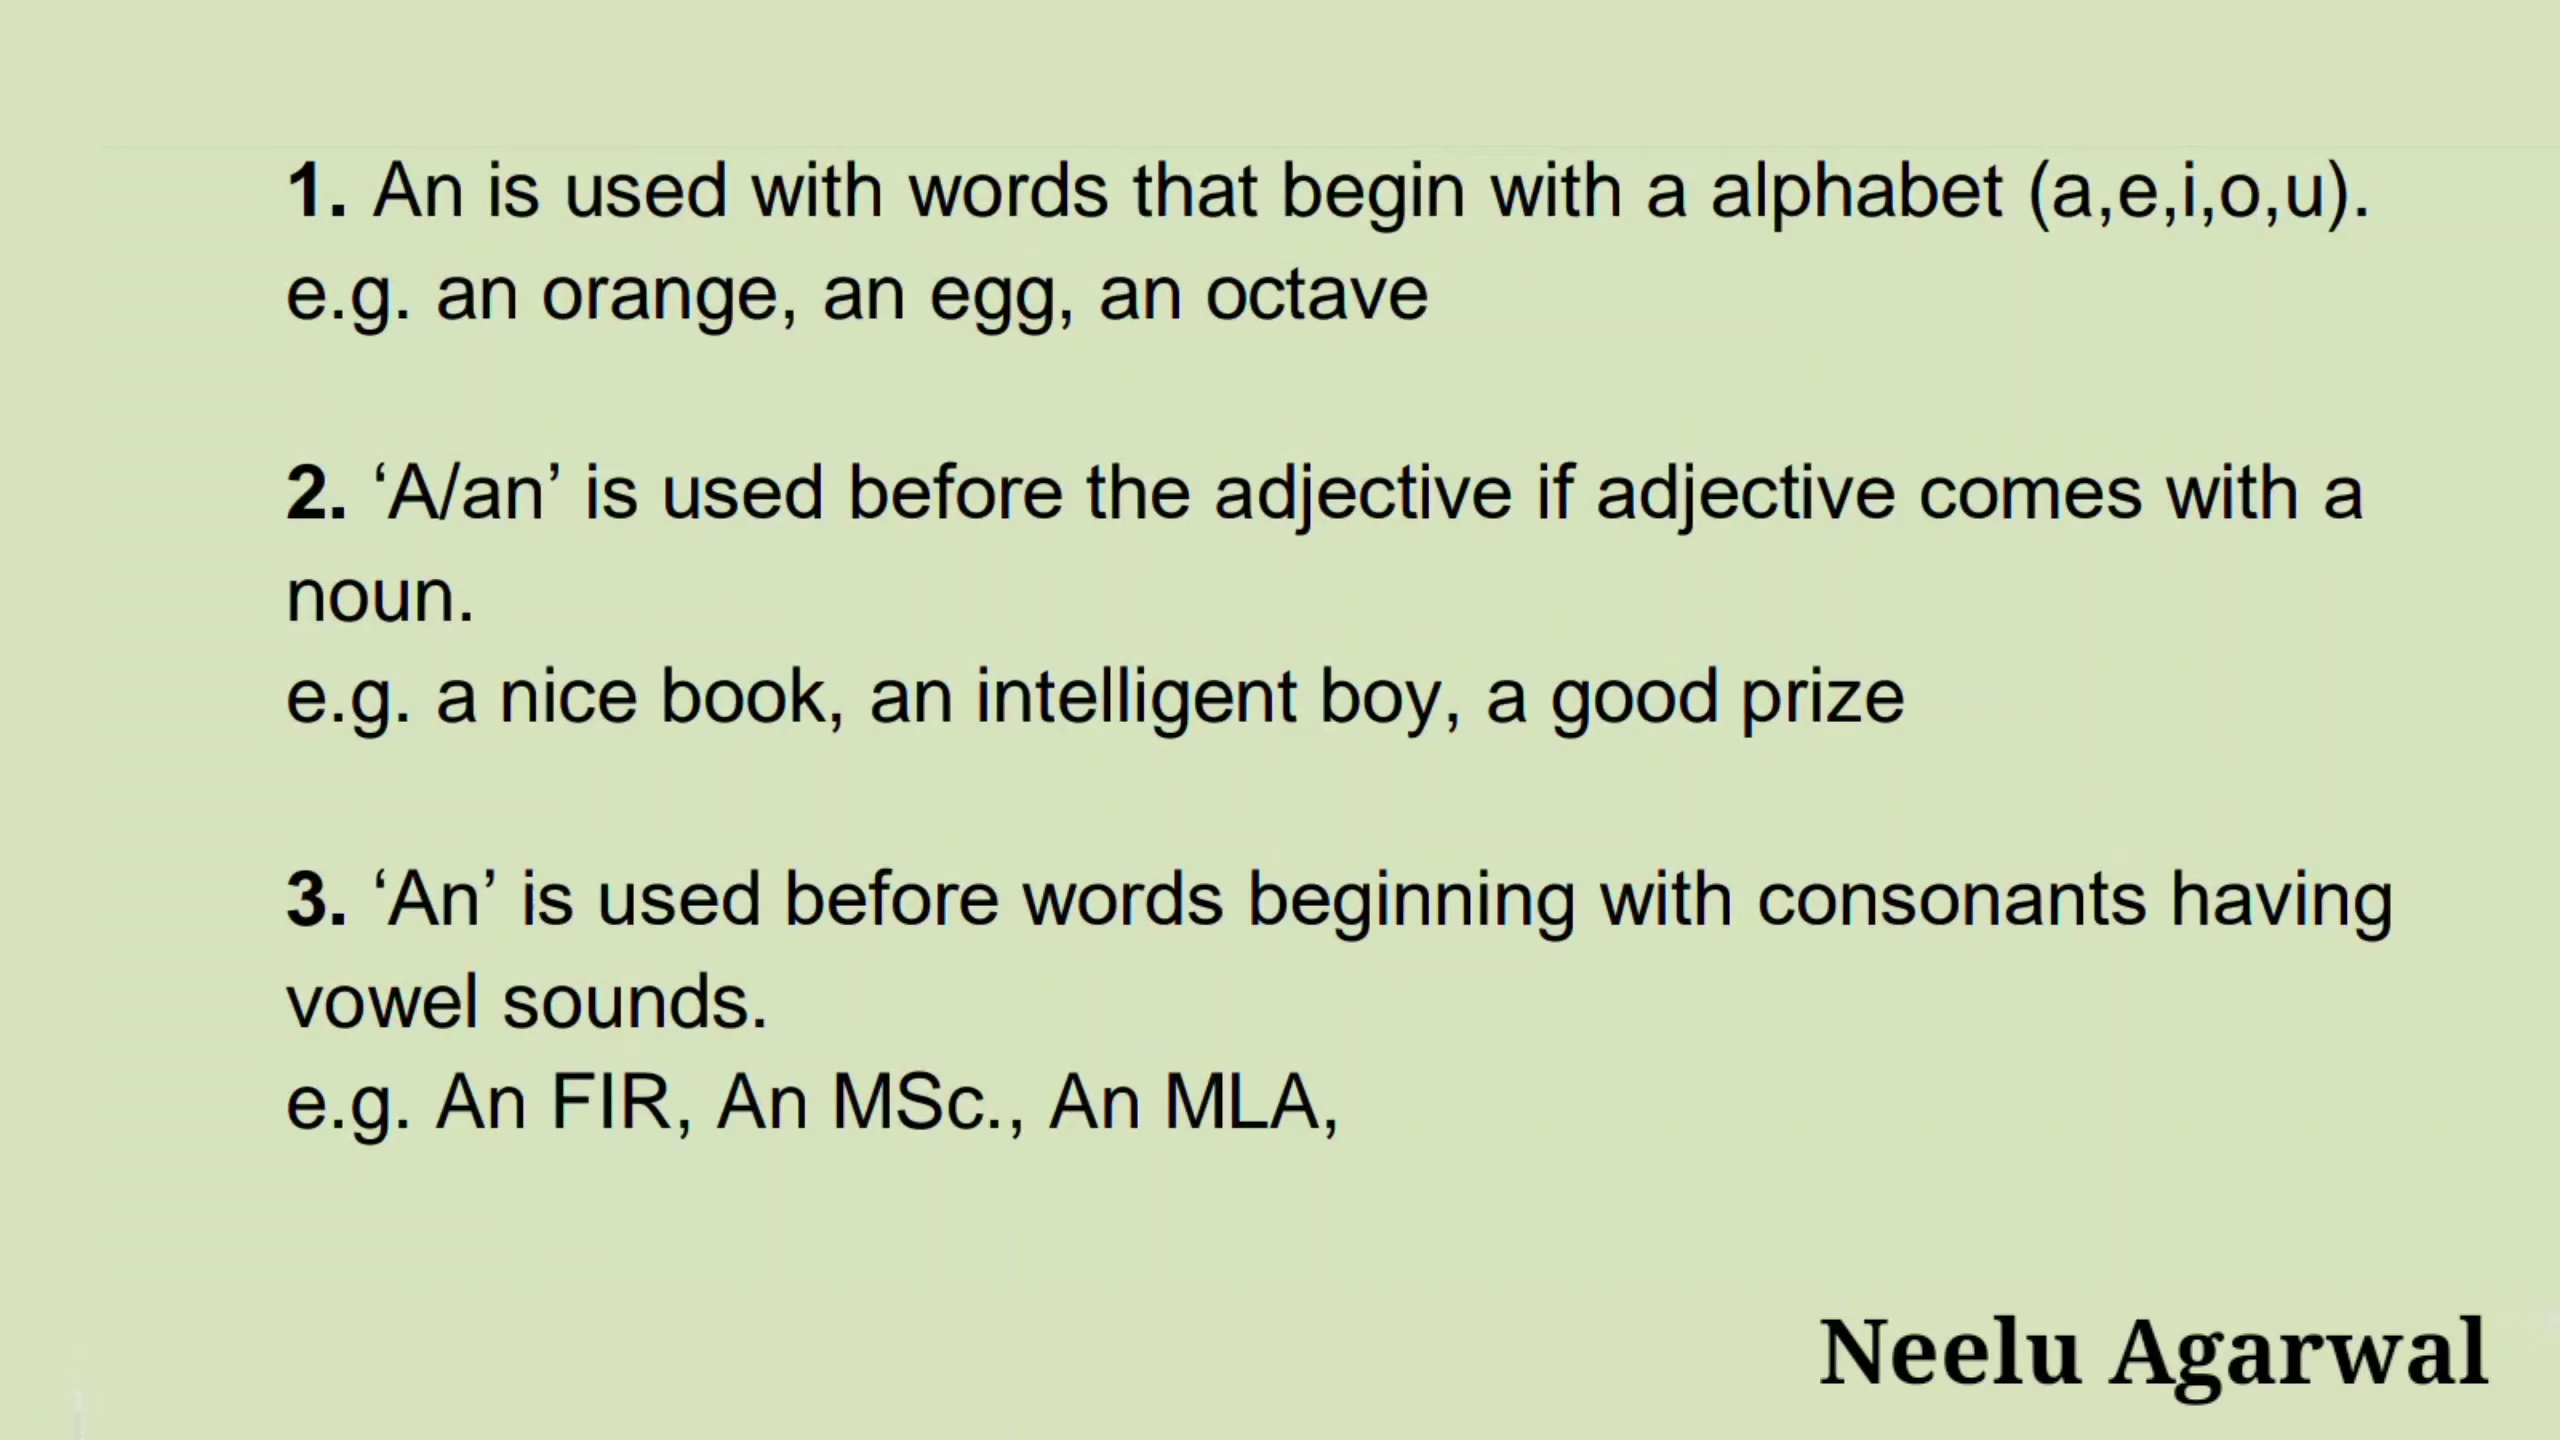 1. An is used with words that begin with a alphabet (a,e,i,o,u).
e.g. an orange, an egg, an octave
2. ‘A/an’ is used before the adjective if adjective comes with a
noun.
e.g. a nice book, an intelligent boy, a good prize
3. ‘An’ is used before words beginning with consonants having
vowel sounds.
e.g. An FIR, An MSc., An MLA,
Neelu Agarwal